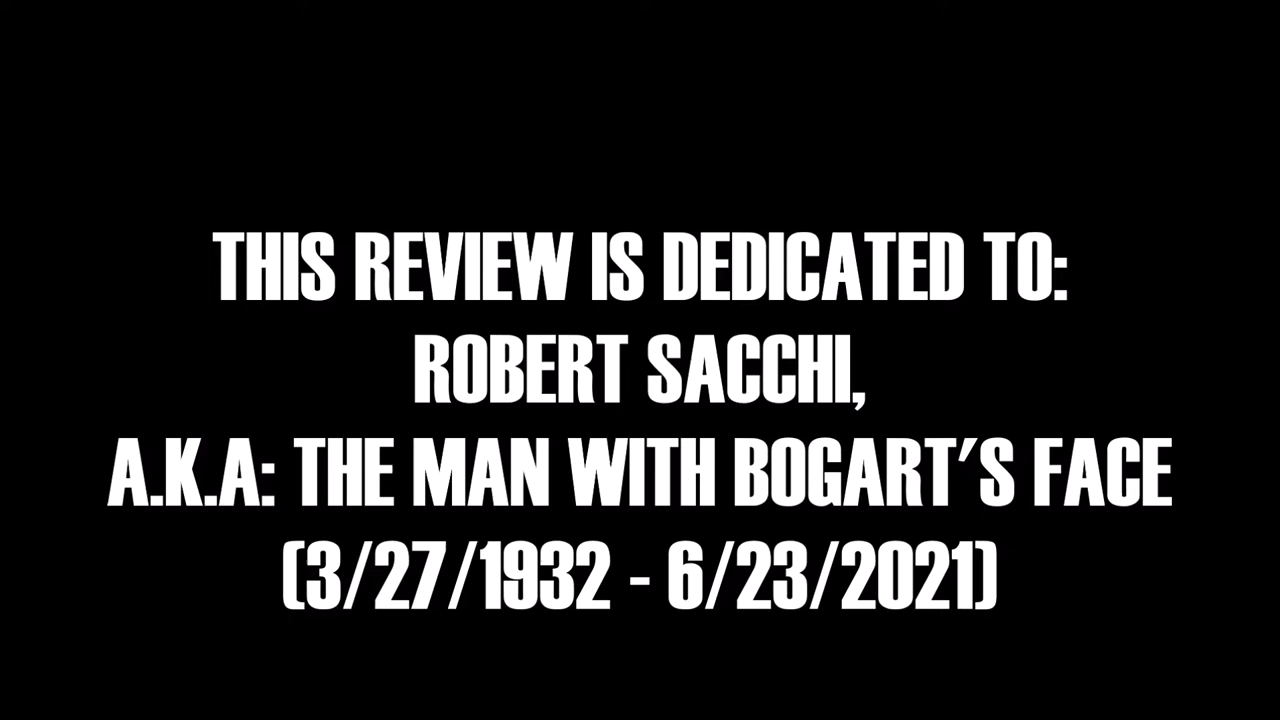 THIS REVIEW IS DEDICATED TO:
ROBERT SACCHI,
A.K.A: THE MAN WITH BOGART'S FACE
(3/27/1932 - 6/23/2021)